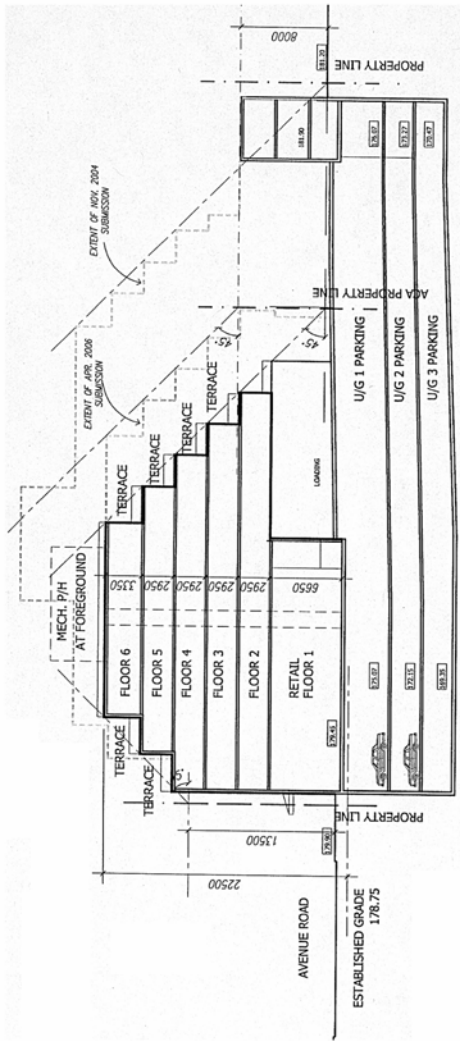 EXTENT OF NOV. 2004
SUBMISSION
EXTENT OF APR. 2006
SUBMISSION
MECH. P/H
AT FOREGROUND
TERRACE
TERRACE
TERRACE
TERRACE
TERRACE
TERRACE
FLOOR 6
FLOOR 5
FLOOR 4
FLOOR 3
FLOOR 2
RETAIL
FLOOR 1
3350
2950
2950
2950
2950
6650
22500
13500
8000
45°
45°
LOADING
181.90
181.20
179.90
179.45
AVENUE ROAD
ESTABLISHED GRADE
178.75
PROPERTY LINE
ACA PROPERTY LINE
PROPERTY LINE
U/G 1 PARKING
U/G 2 PARKING
U/G 3 PARKING
175.07
172.15
169.35
176.07
173.27
170.47